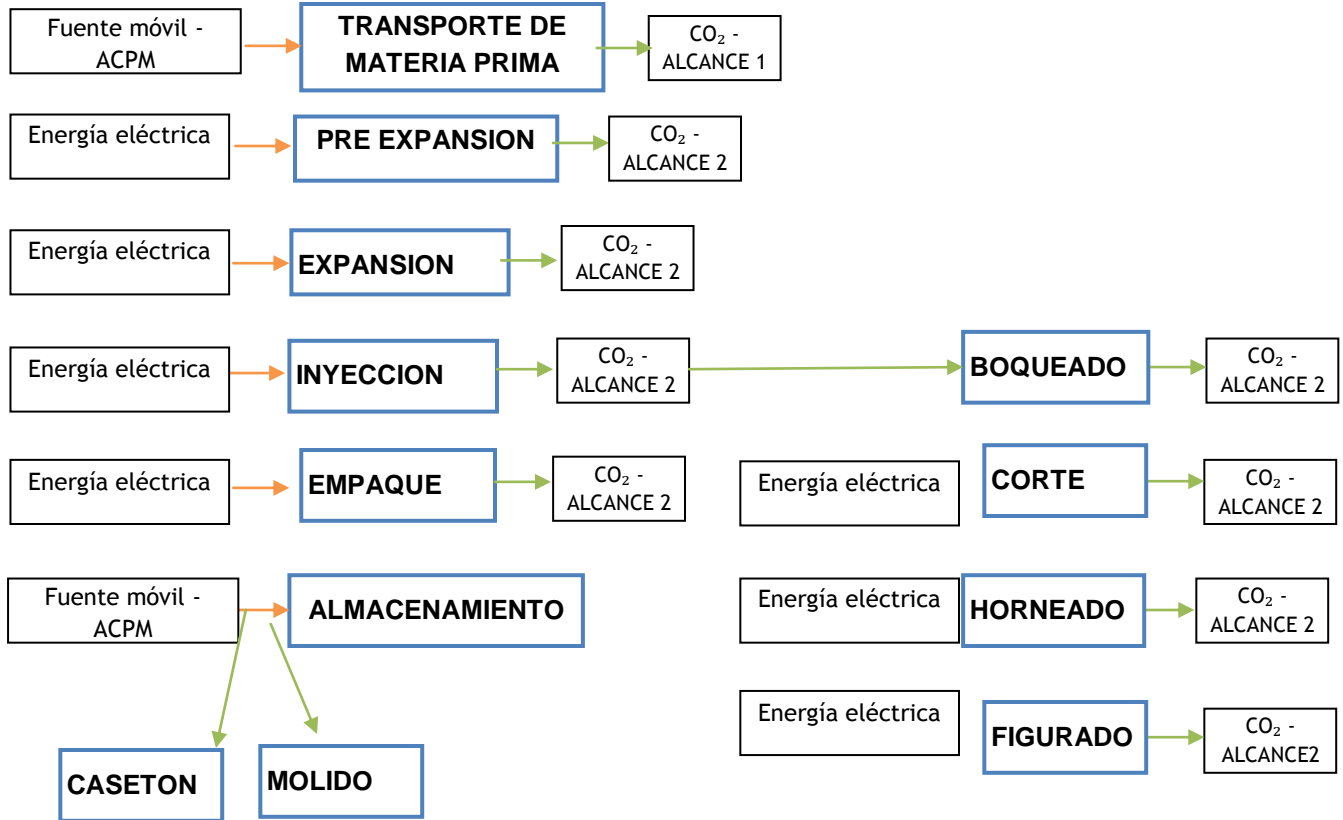 Fuente móvil -
ACPM
TRANSPORTE DE
MATERIA PRIMA
CO₂ -
ALCANCE 1
Energía eléctrica
PRE EXPANSION
CO₂ -
ALCANCE 2
Energía eléctrica
EXPANSION
CO₂ -
ALCANCE 2
Energía eléctrica
INYECCION
CO₂ -
ALCANCE 2
BOQUEADO
CO₂ -
ALCANCE 2
Energía eléctrica
EMPAQUE
CO₂ -
ALCANCE 2
Energía eléctrica
CORTE
CO₂ -
ALCANCE 2
Fuente móvil -
ACPM
ALMACENAMIENTO
Energía eléctrica
HORNEADO
CO₂ -
ALCANCE 2
Energía eléctrica
FIGURADO
CO₂ -
ALCANCE2
CASETON
MOLIDO